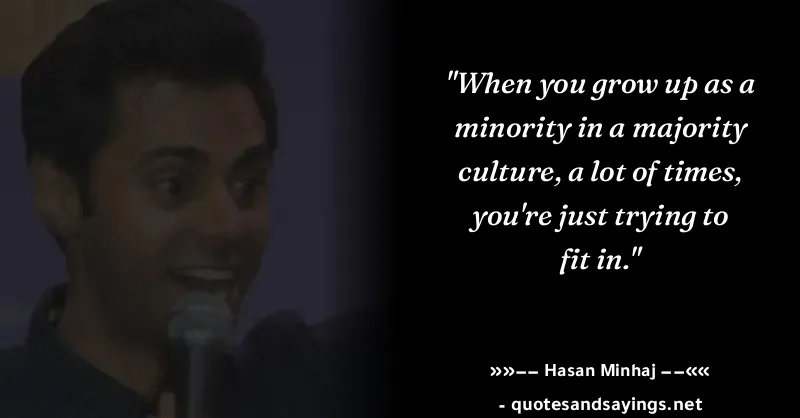 "When you grow up as a
minority in a majority
culture, a lot of times,
you're just trying to
fit in."
»»-- Hasan Minhaj --««
- quotesandsayings.net